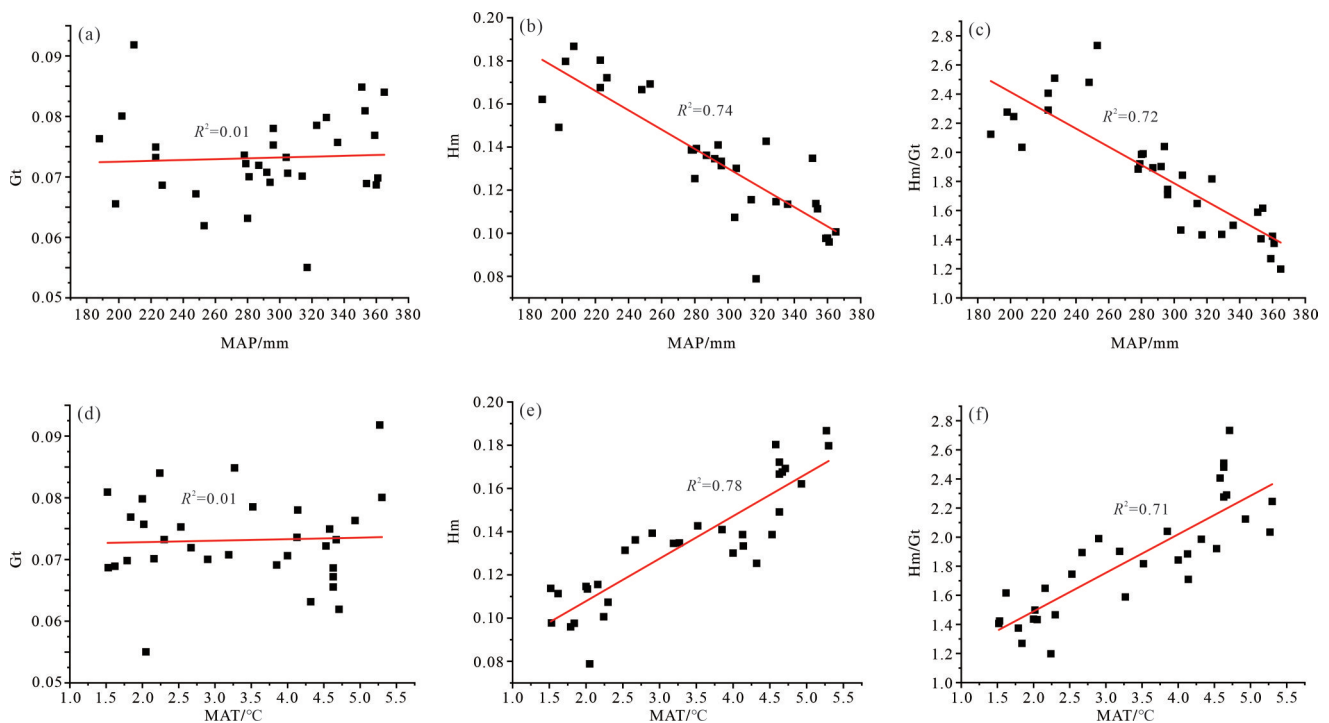 (a)
0.09
0.08
0.07
0.06
0.05
Gt
R²=0.01
180 200 220 240 260 280 300 320 340 360 380
MAP/mm
(b)
0.20
0.18
0.16
0.14
0.12
0.10
0.08
Hm
R²=0.74
180 200 220 240 260 280 300 320 340 360 380
MAP/mm
(c)
2.8
2.6
2.4
2.2
2.0
1.8
1.6
1.4
1.2
1.0
Hm/Gt
R²=0.72
180 200 220 240 260 280 300 320 340 360 380
MAP/mm
(d)
0.09
0.08
0.07
0.06
0.05
Gt
R²=0.01
1.0 1.5 2.0 2.5 3.0 3.5 4.0 4.5 5.0 5.5
MAT/°C
(e)
0.20
0.18
0.16
0.14
0.12
0.10
0.08
Hm
R²=0.78
1.0 1.5 2.0 2.5 3.0 3.5 4.0 4.5 5.0 5.5
MAT/°C
(f)
2.8
2.6
2.4
2.2
2.0
1.8
1.6
1.4
1.2
1.0
Hm/Gt
R²=0.71
1.0 1.5 2.0 2.5 3.0 3.5 4.0 4.5 5.0 5.5
MAT/°C